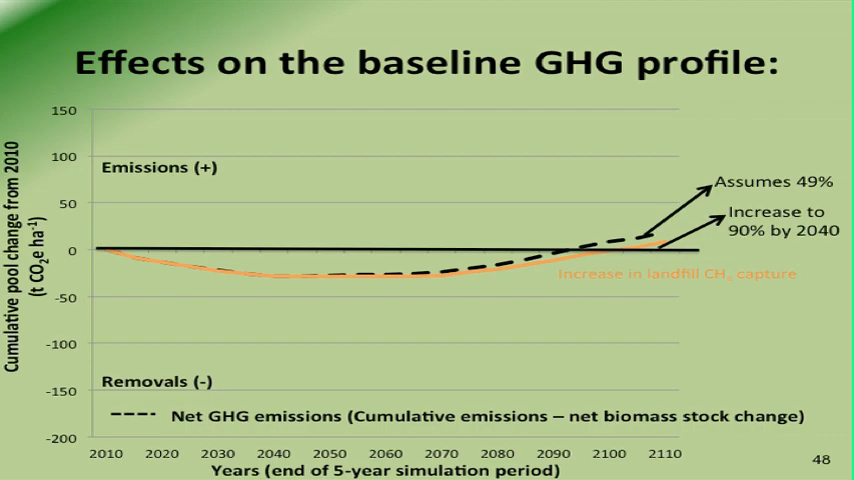 Effects on the baseline GHG profile:
Cumulative pool change from 2010
(t CO₂e ha⁻¹)
150
100
50
0
-50
-100
-150
-200
Emissions (+)
Assumes 49%
Increase to
90% by 2040
Increase in landfill CH₄ capture
Removals (-)
Net GHG emissions (Cumulative emissions – net biomass stock change)
2010 2020 2030 2040 2050 2060 2070 2080 2090 2100 2110
Years (end of 5-year simulation period)
48